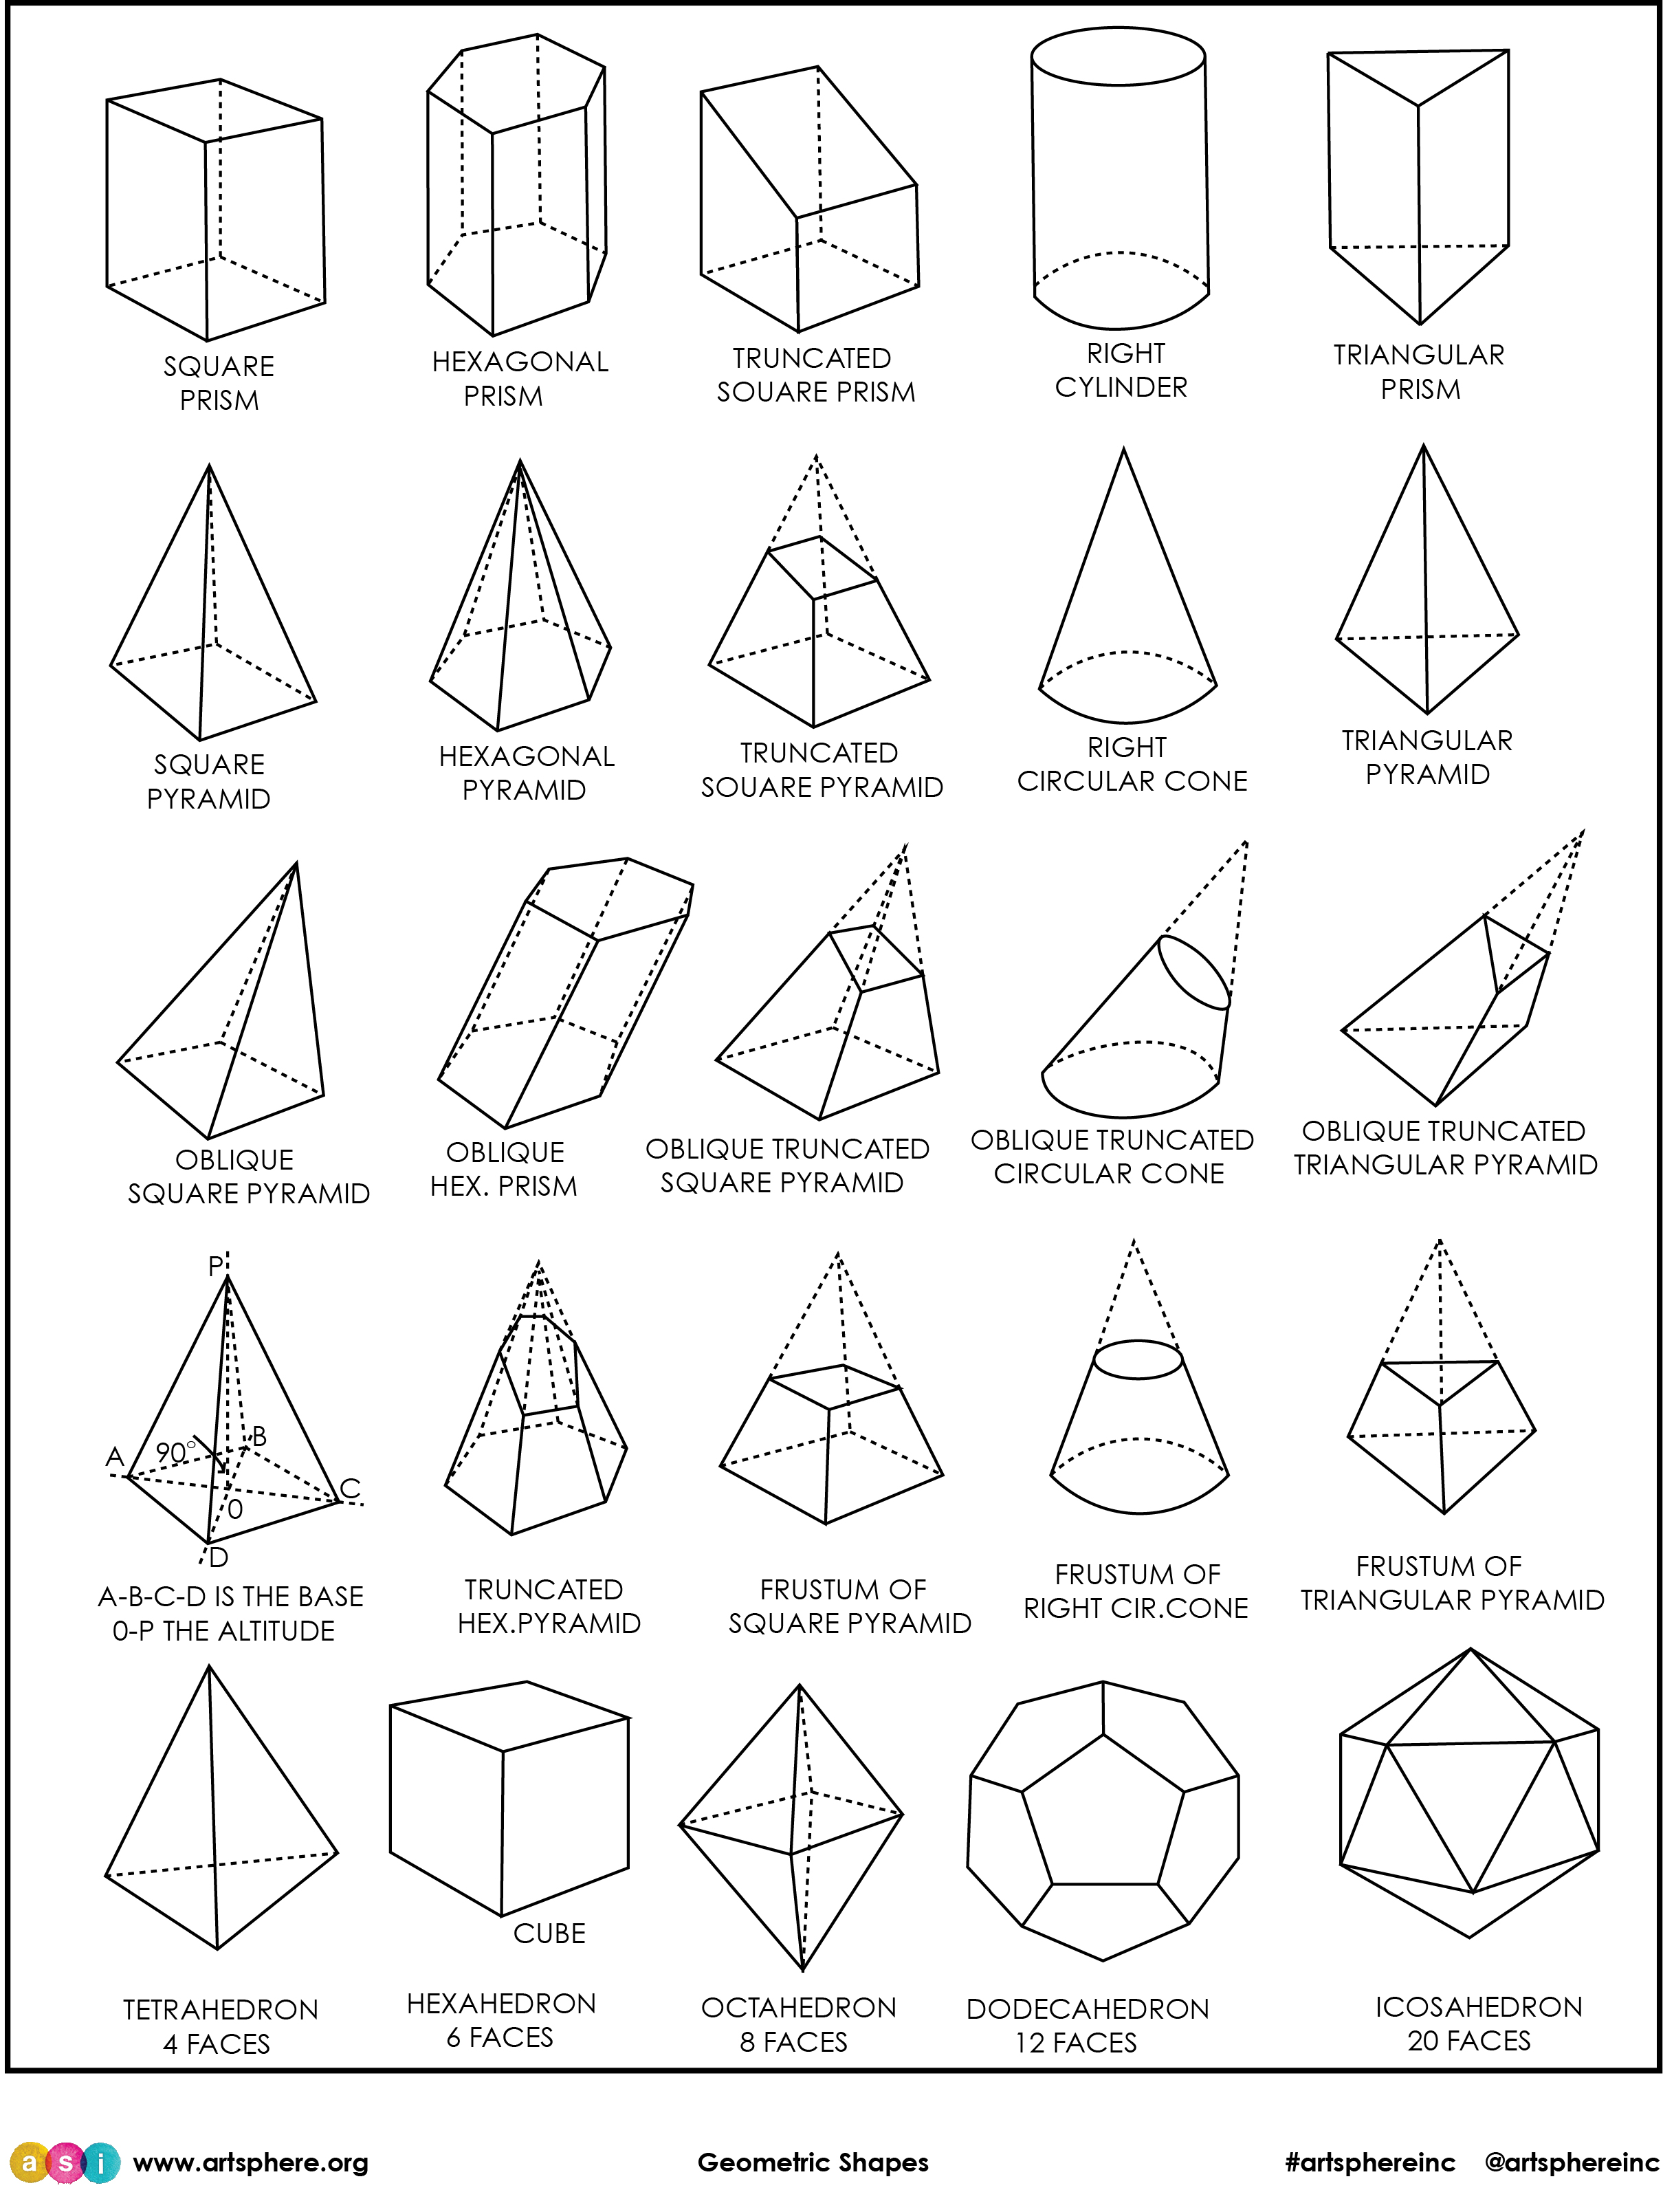 SQUARE
PRISM
HEXAGONAL
PRISM
TRUNCATED
SOUARE PRISM
RIGHT
CYLINDER
TRIANGULAR
PRISM
SQUARE
PYRAMID
HEXAGONAL
PYRAMID
TRUNCATED
SOUARE PYRAMID
RIGHT
CIRCULAR CONE
TRIANGULAR
PYRAMID
OBLIQUE
SQUARE PYRAMID
OBLIQUE
HEX. PRISM
OBLIQUE TRUNCATED
SQUARE PYRAMID
OBLIQUE TRUNCATED
CIRCULAR CONE
OBLIQUE TRUNCATED
TRIANGULAR PYRAMID
P
B
A
90°
C
0
D
A-B-C-D IS THE BASE
0-P THE ALTITUDE
TRUNCATED
HEX.PYRAMID
FRUSTUM OF
SQUARE PYRAMID
FRUSTUM OF
RIGHT CIR.CONE
FRUSTUM OF
TRIANGULAR PYRAMID
TETRAHEDRON
4 FACES
CUBE
HEXAHEDRON
6 FACES
OCTAHEDRON
8 FACES
DODECAHEDRON
12 FACES
ICOSAHEDRON
20 FACES
asi www.artsphere.org
Geometric Shapes
#artsphereinc @artsphereinc